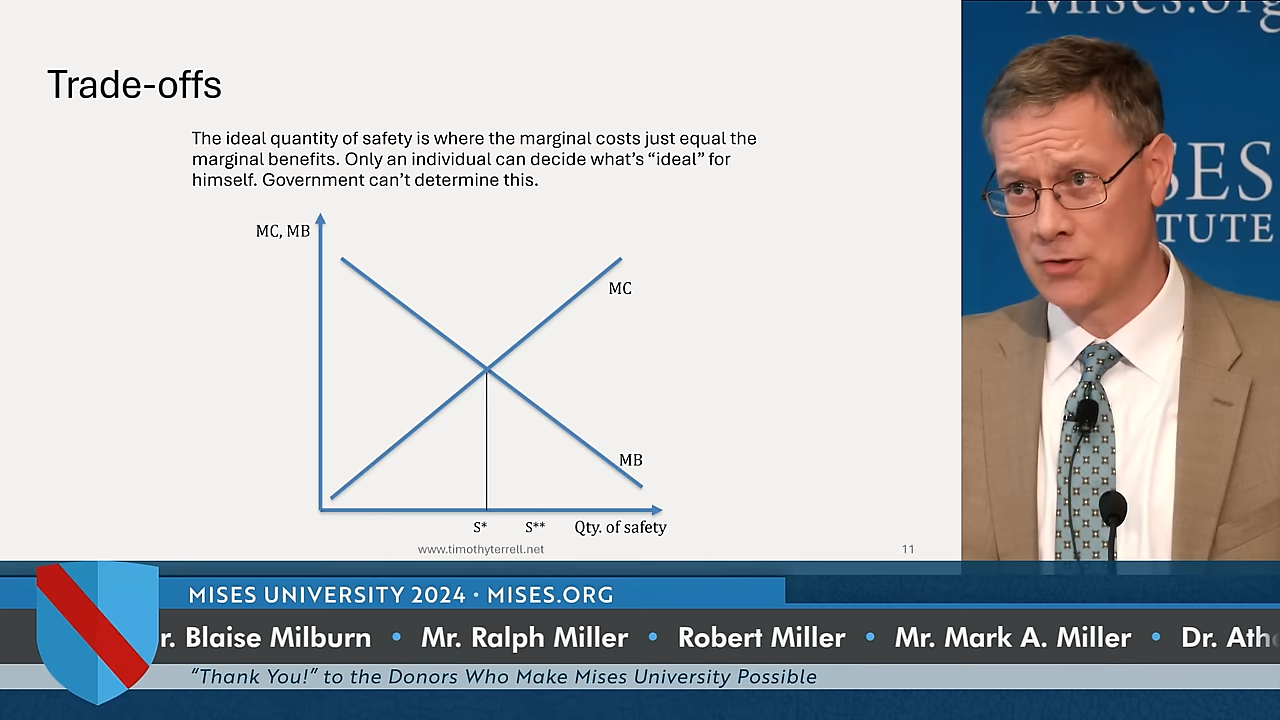 Mises.org
Trade-offs
The ideal quantity of safety is where the marginal costs just equal the
marginal benefits. Only an individual can decide what's “ideal” for
himself. Government can't determine this.
MC, MB
MC
MB
S* S** Qty. of safety
www.timothyterrell.net 11
MISES UNIVERSITY 2024 • MISES.ORG
Blaise Milburn • Mr. Ralph Miller • Robert Miller • Mr. Mark A. Miller • Dr.
“Thank You!” to the Donors Who Make Mises University Possible